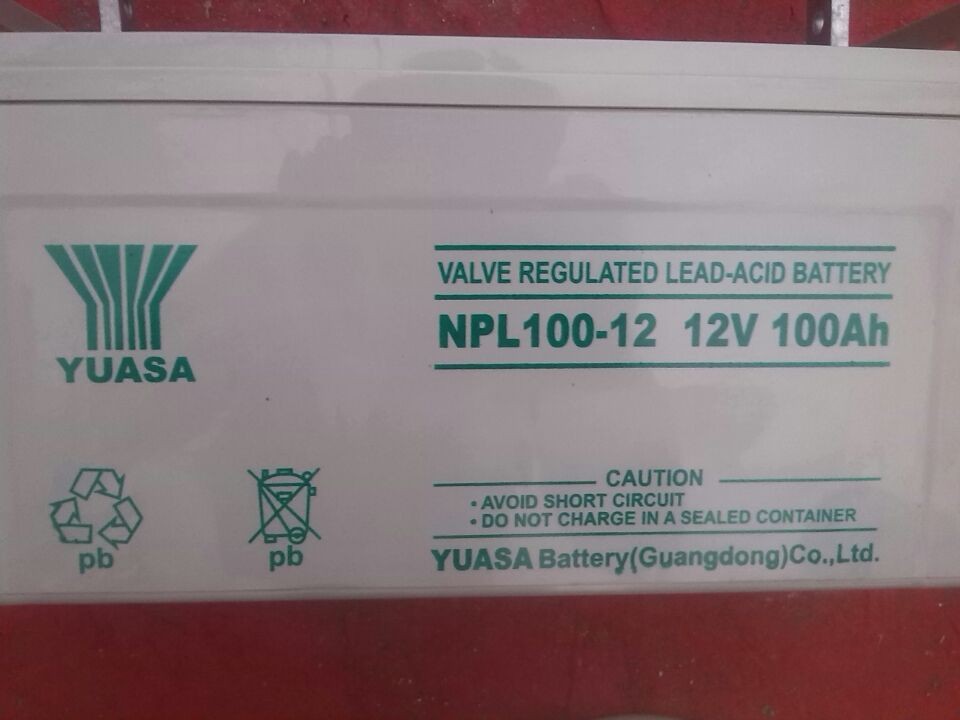 YUASA
VALVE REGULATED LEAD-ACID BATTERY
NPL100-12 12V 100Ah
pb
pb
CAUTION
• AVOID SHORT CIRCUIT
• DO NOT CHARGE IN A SEALED CONTAINER
YUASA Battery(Guangdong)Co.,Ltd.